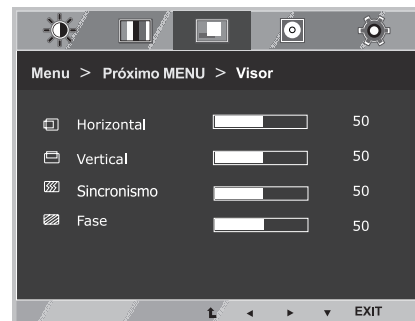 Menu > Próximo MENU > Visor
Horizontal 50
Vertical 50
Sincronismo 50
Fase 50
EXIT